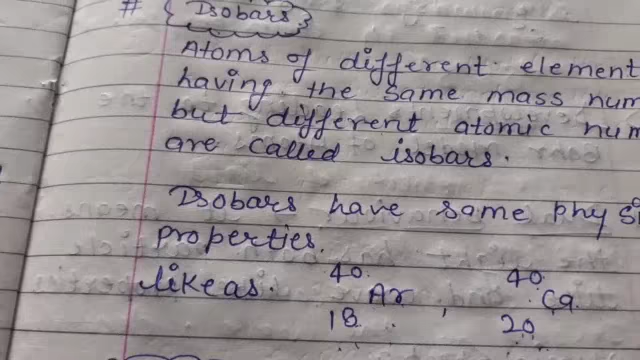 # { Isobars }
Atoms of different element
having the same mass num
but different atomic num
are called isobars.
Isobars have same physi
properties.
like as. 40 Ar 18 , 40 Ca 20